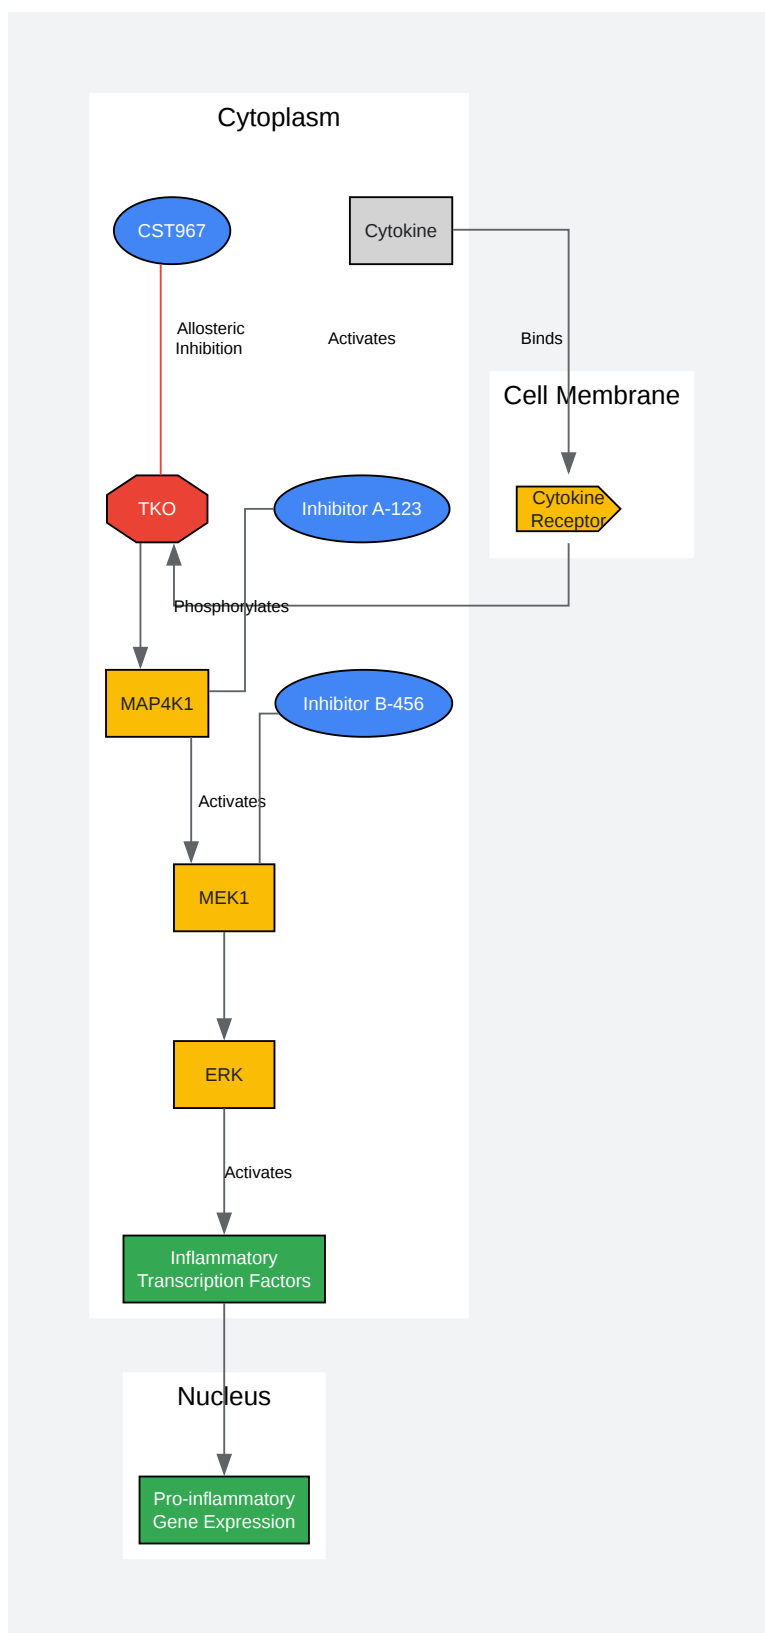 Cytoplasm
CST967
Cytokine
Allosteric
Inhibition
Activates
Binds
Cell Membrane
TKO
Inhibitor A-123
Cytokine
Receptor
Phosphorylates
MAP4K1
Inhibitor B-456
Activates
MEK1
ERK
Activates
Inflammatory
Transcription Factors
Nucleus
Pro-inflammatory
Gene Expression